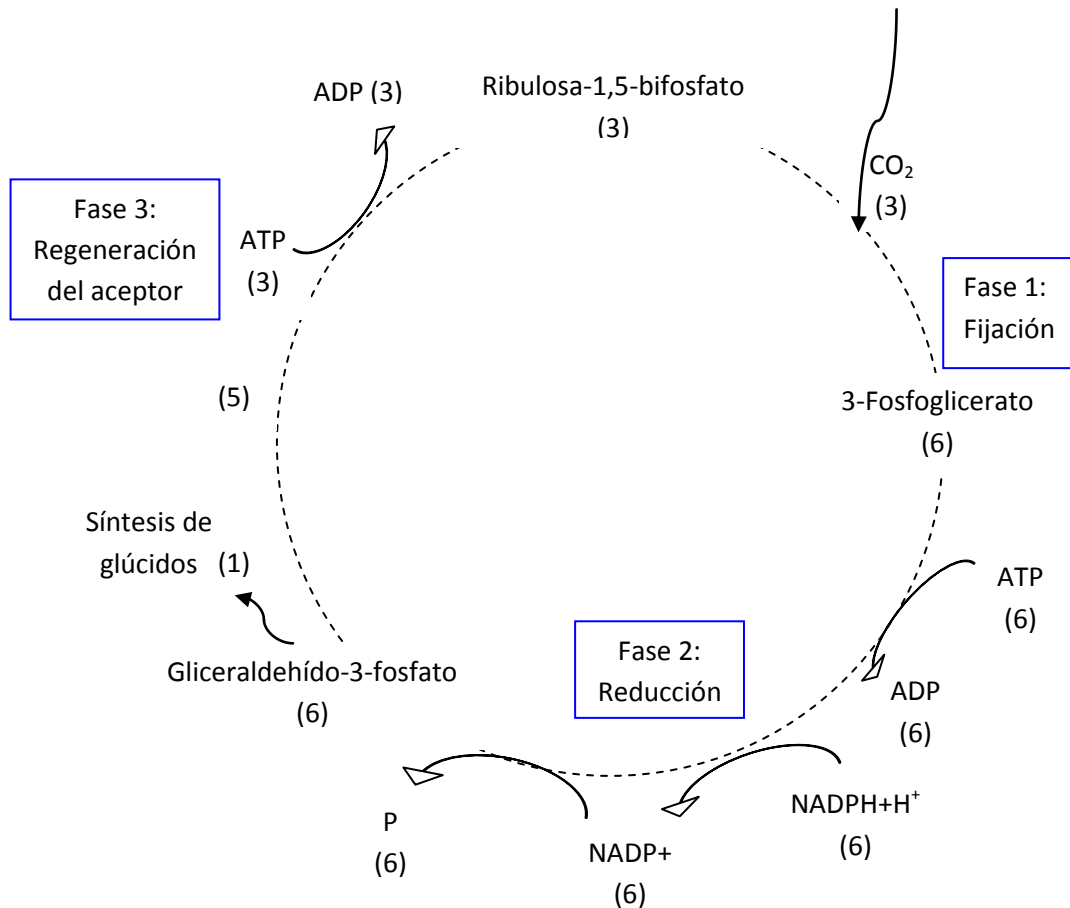 ADP (3)
Ribulosa-1,5-bifosfato
(3)
CO₂
(3)
Fase 3:
Regeneración
del aceptor
ATP
(3)
Fase 1:
Fijación
(5)
3-Fosfoglicerato
(6)
Síntesis de
glúcidos (1)
ATP
(6)
Fase 2:
Reducción
Gliceraldehído-3-fosfato
(6)
ADP
(6)
NADPH+H⁺
(6)
P
(6)
NADP+
(6)